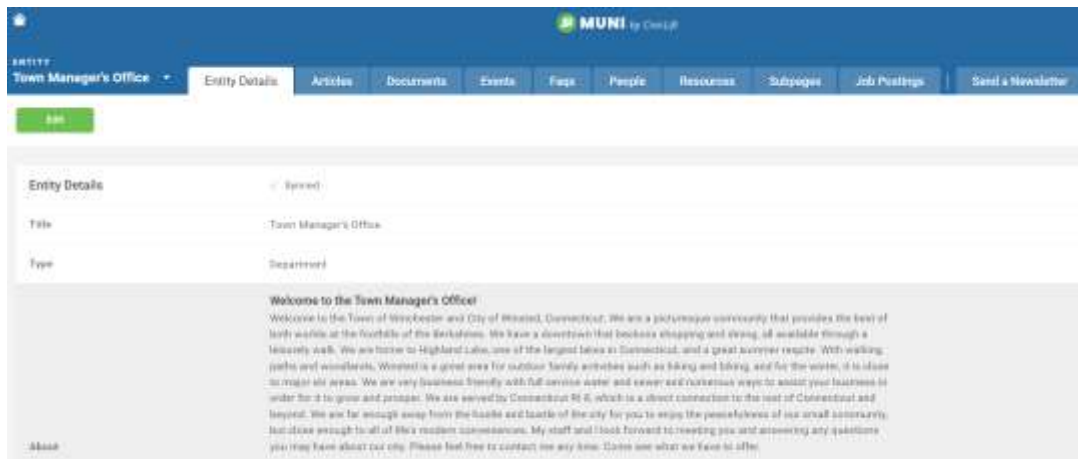 MUNI by CivicLift
ENTITY
Town Manager's Office
Entity Details Articles Documents Events Faqs People Resources Subpages Job Postings Send a Newsletter
Edit
Entity Details Synced
Title Town Manager's Office
Type Department
Welcome to the Town Manager's Office!
Welcome to the Town of Winchester and City of Winsted, Connecticut. We are a picturesque community that provides the best of
both worlds at the foothills of the Berkshires. We have a downtown that beckons shopping and dining, all available through a
leisurely walk. We are home to Highland Lake, one of the largest lakes in Connecticut, and a great summer respite. With walking
paths and woodlands, Winsted is a great area for outdoor family activities such as hiking and biking, and for the winter, it is close
to major ski areas. We are very business friendly with full service water and sewer and numerous ways to assist your business in
order for it to grow and prosper. We are served by Connecticut Rt 8, which is a direct connection to the rest of Connecticut and
beyond. We are far enough away from the hustle and bustle of the city for you to enjoy the peacefulness of our small community,
but close enough to all of life's modern conveniences. My staff and I look forward to meeting you and answering any questions
About you may have about our city. Please feel free to contact me any time. Come see what we have to offer.